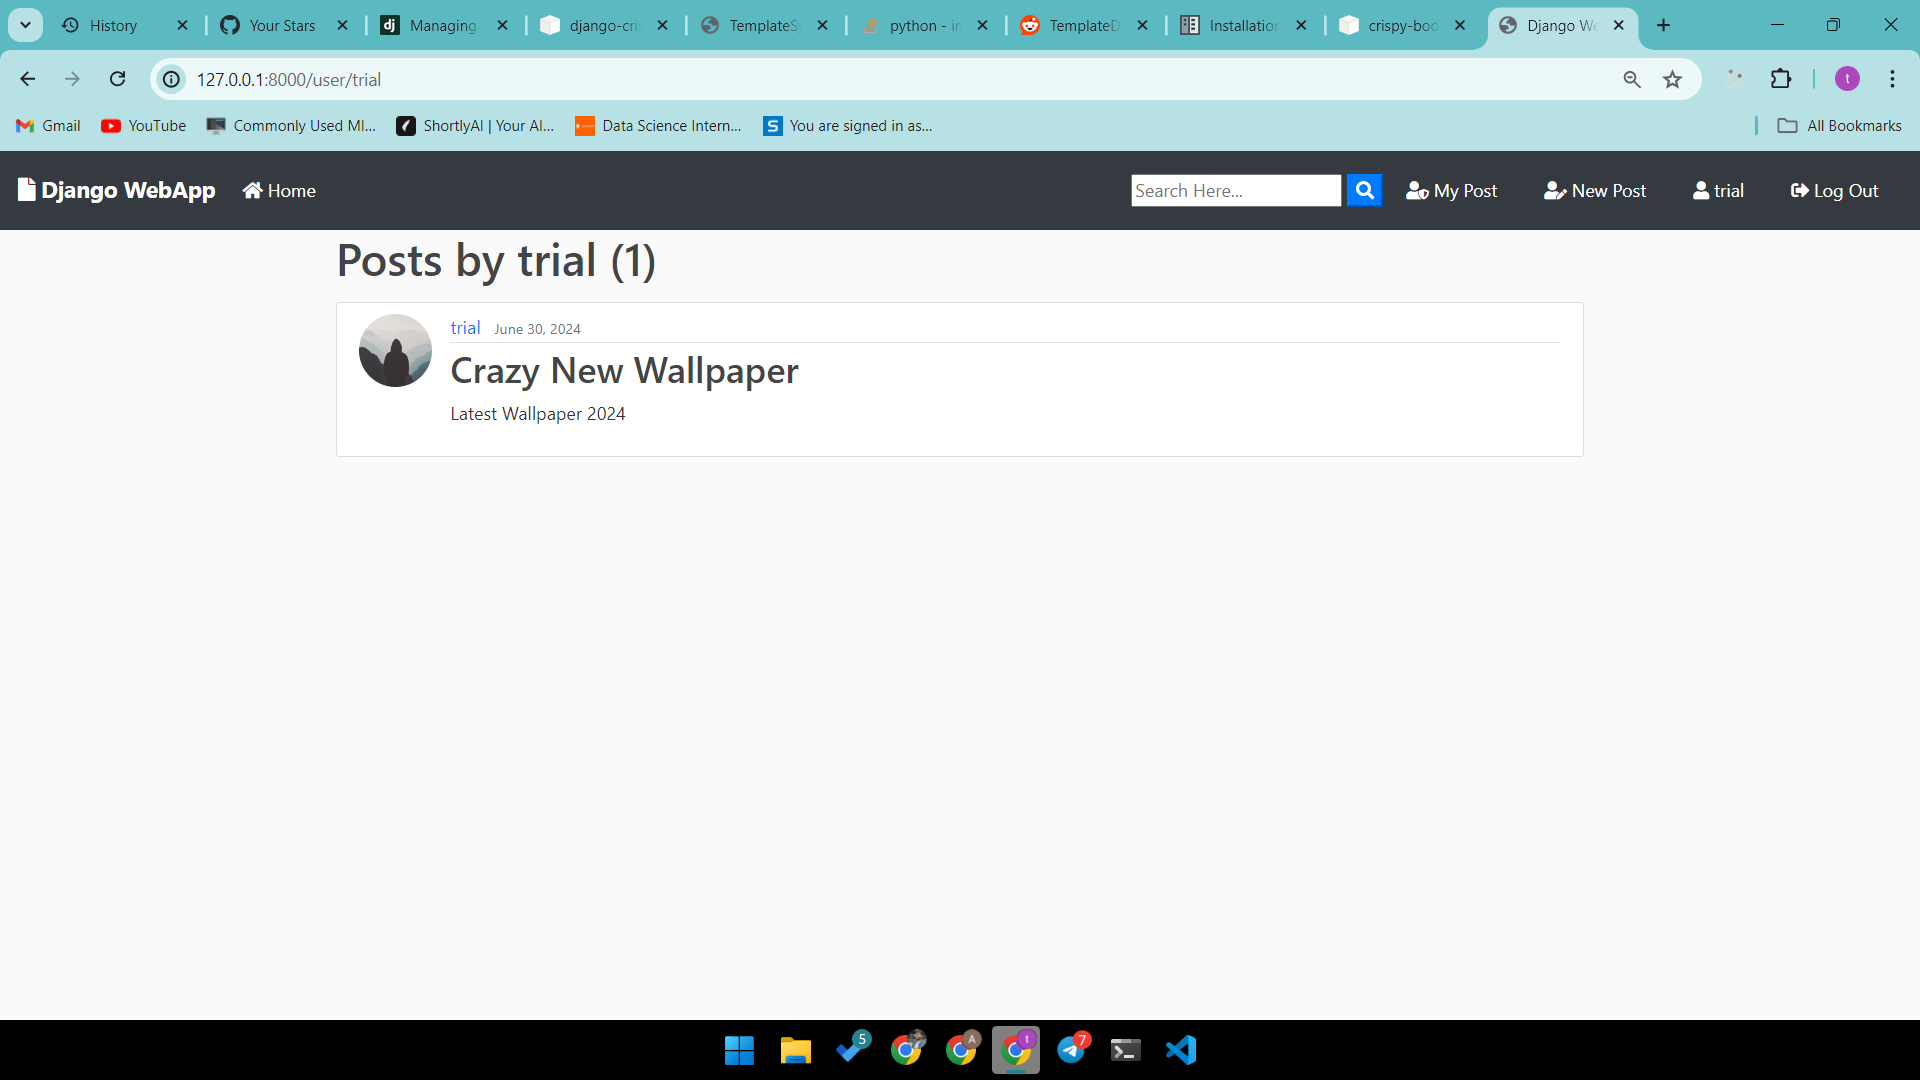 History
Your Stars
Managing
django-cris
TemplateSy
python - in
TemplateD
Installation
crispy-boo
Django We
127.0.0.1:8000/user/trial
t
Gmail
YouTube
Commonly Used Ml...
ShortlyAI | Your AI...
Data Science Intern...
You are signed in as...
All Bookmarks
Django WebApp
Home
Search Here...
My Post
New Post
trial
Log Out
Posts by trial (1)
trial
June 30, 2024
Crazy New Wallpaper
Latest Wallpaper 2024
5
A
t
7